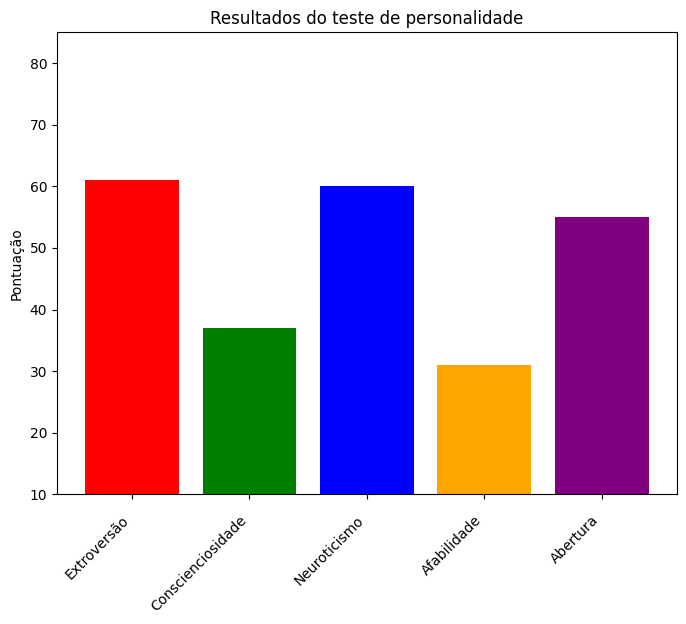 Resultados do teste de personalidade
80
70
60
50
40
30
20
10
Pontuação
Extroversão
Conscienciosidade
Neuroticismo
Afabilidade
Abertura